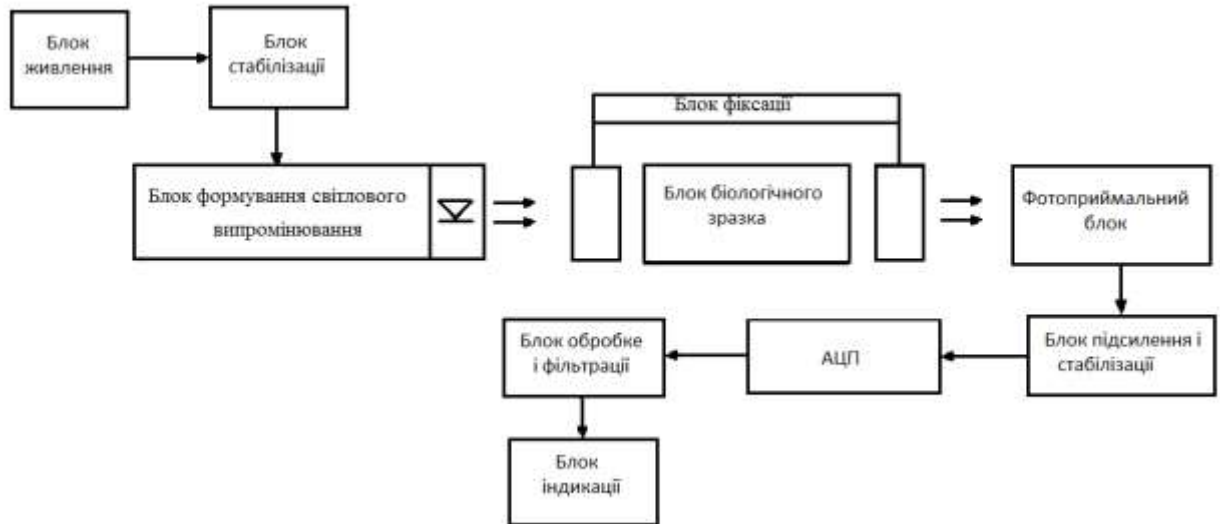 Блок
живлення
Блок
стабілізації
Блок фіксації
Блок формування світлового
випромінювання
Блок біологічного
зразка
Фотоприймальний
блок
Блок підсилення і
стабілізації
АЦП
Блок обробке
і фільтрації
Блок
індикації